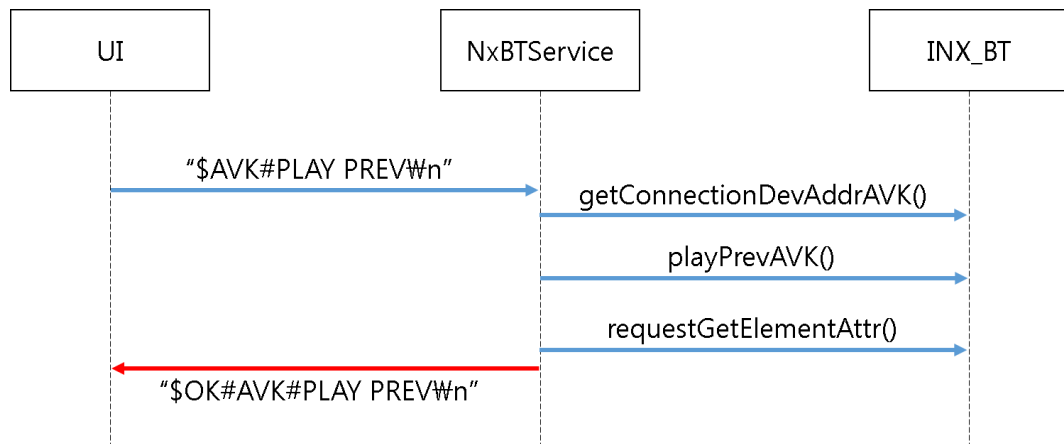 UI
NxBTService
INX_BT
“$AVK#PLAY PREV₩n”
getConnectionDevAddrAVK()
playPrevAVK()
requestGetElementAttr()
“$OK#AVK#PLAY PREV₩n”